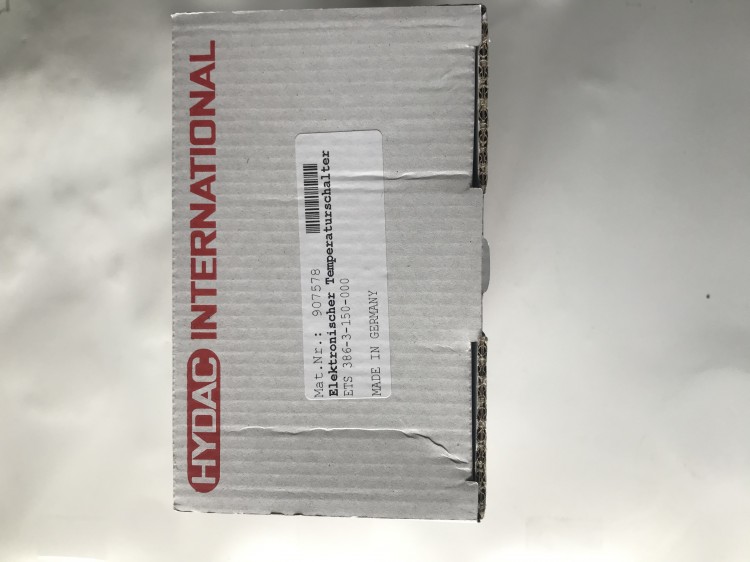 HYDAC INTERNATIONAL
Mat.Nr.: 907578
Elektronischer Temperaturschalter
ETS 386-3-150-000
MADE IN GERMANY